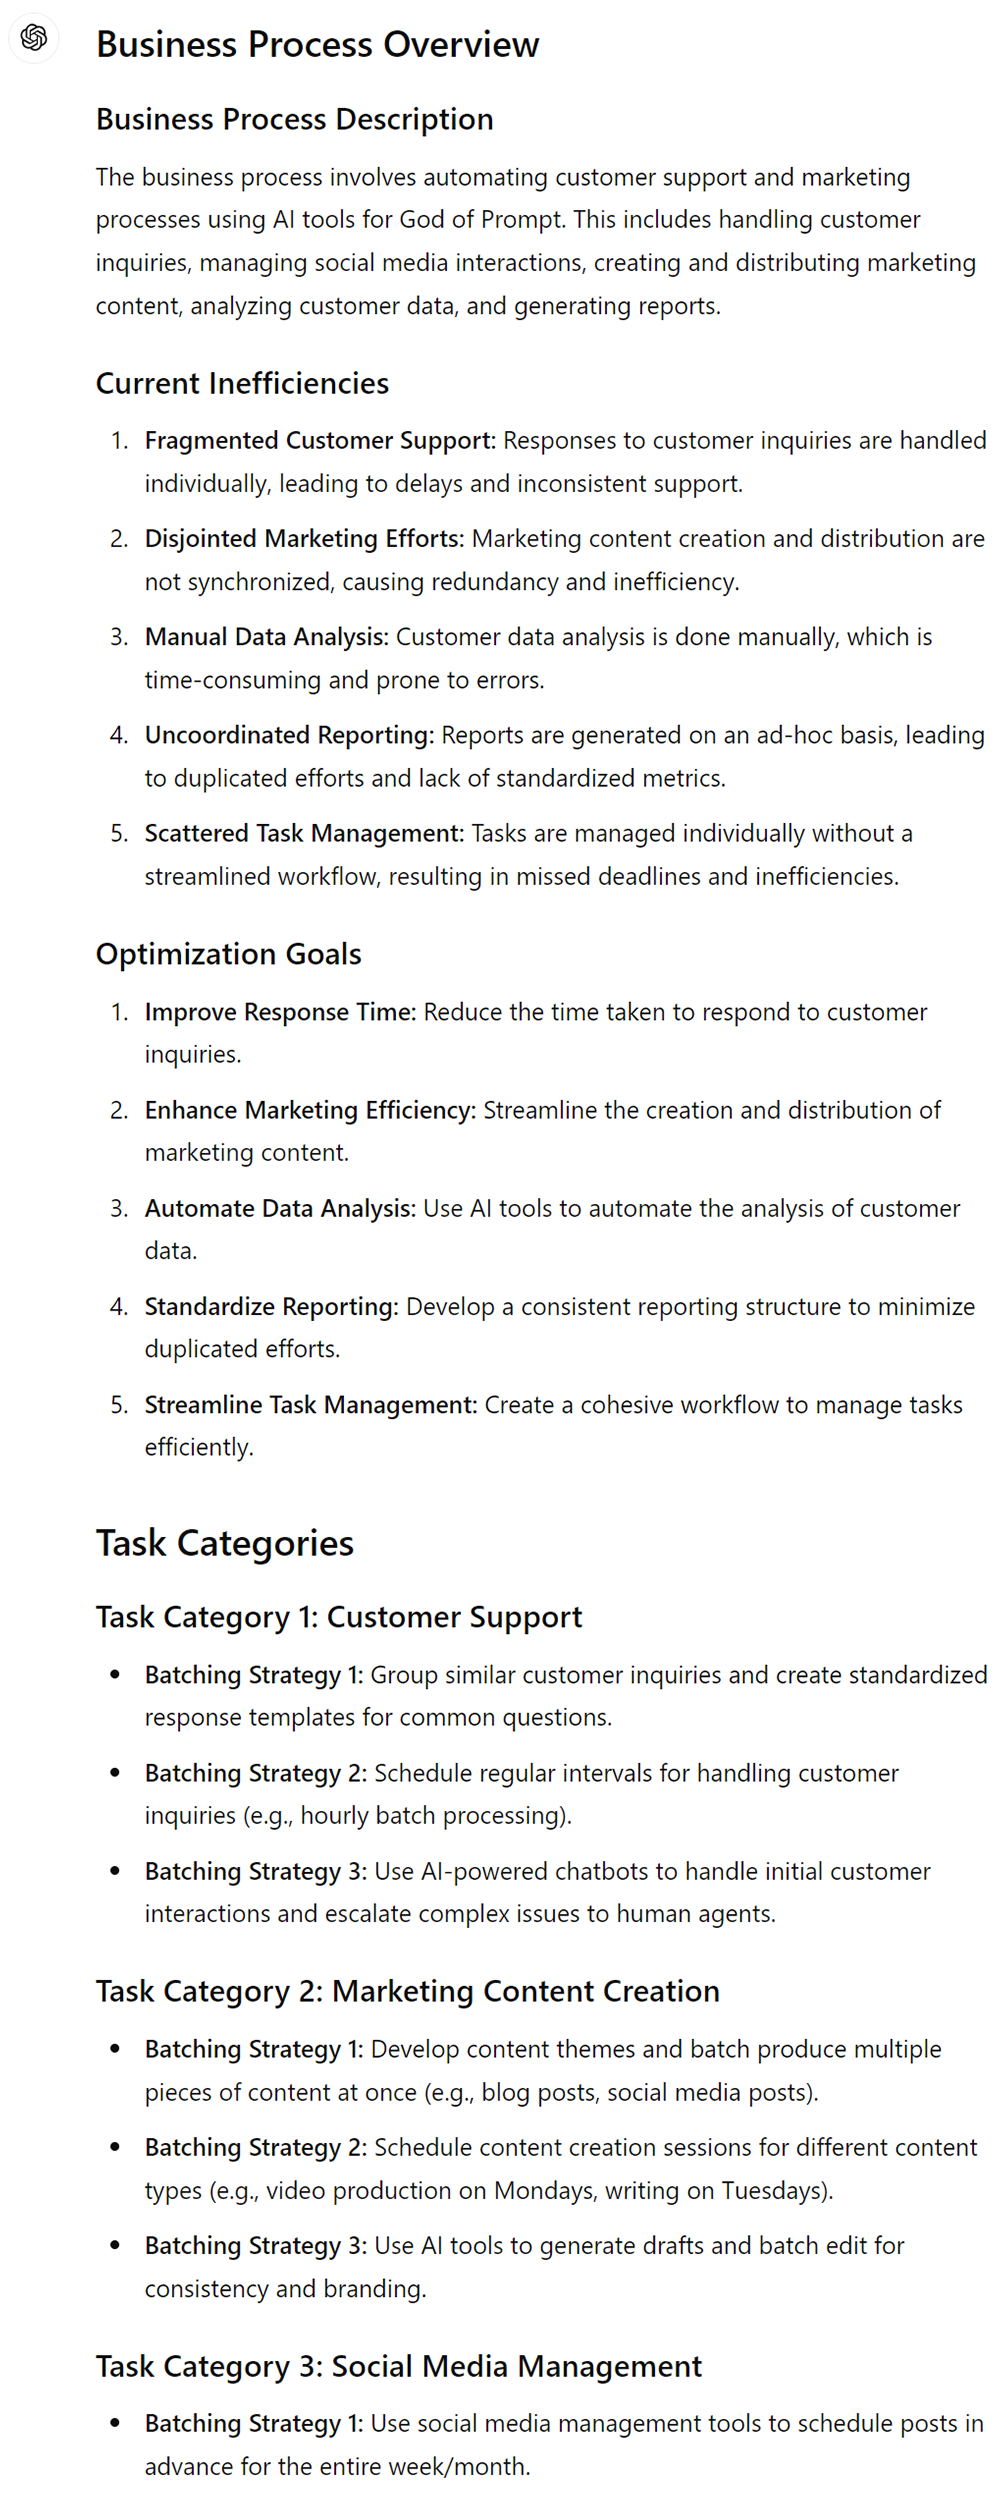 Business Process Overview
Business Process Description
The business process involves automating customer support and marketing
processes using AI tools for God of Prompt. This includes handling customer
inquiries, managing social media interactions, creating and distributing marketing
content, analyzing customer data, and generating reports.
Current Inefficiencies
1. Fragmented Customer Support: Responses to customer inquiries are handled
individually, leading to delays and inconsistent support.
2. Disjointed Marketing Efforts: Marketing content creation and distribution are
not synchronized, causing redundancy and inefficiency.
3. Manual Data Analysis: Customer data analysis is done manually, which is
time-consuming and prone to errors.
4. Uncoordinated Reporting: Reports are generated on an ad-hoc basis, leading
to duplicated efforts and lack of standardized metrics.
5. Scattered Task Management: Tasks are managed individually without a
streamlined workflow, resulting in missed deadlines and inefficiencies.
Optimization Goals
1. Improve Response Time: Reduce the time taken to respond to customer
inquiries.
2. Enhance Marketing Efficiency: Streamline the creation and distribution of
marketing content.
3. Automate Data Analysis: Use AI tools to automate the analysis of customer
data.
4. Standardize Reporting: Develop a consistent reporting structure to minimize
duplicated efforts.
5. Streamline Task Management: Create a cohesive workflow to manage tasks
efficiently.
Task Categories
Task Category 1: Customer Support
• Batching Strategy 1: Group similar customer inquiries and create standardized
response templates for common questions.
• Batching Strategy 2: Schedule regular intervals for handling customer
inquiries (e.g., hourly batch processing).
• Batching Strategy 3: Use AI-powered chatbots to handle initial customer
interactions and escalate complex issues to human agents.
Task Category 2: Marketing Content Creation
• Batching Strategy 1: Develop content themes and batch produce multiple
pieces of content at once (e.g., blog posts, social media posts).
• Batching Strategy 2: Schedule content creation sessions for different content
types (e.g., video production on Mondays, writing on Tuesdays).
• Batching Strategy 3: Use AI tools to generate drafts and batch edit for
consistency and branding.
Task Category 3: Social Media Management
• Batching Strategy 1: Use social media management tools to schedule posts in
advance for the entire week/month.